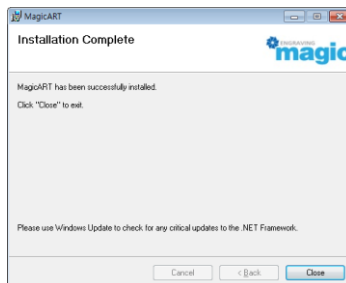 MagicART
Installation Complete
ENGRAVING
magic
MagicART has been successfully installed.
Click "Close" to exit.
Please use Windows Update to check for any critical updates to the .NET Framework.
Cancel
< Back
Close